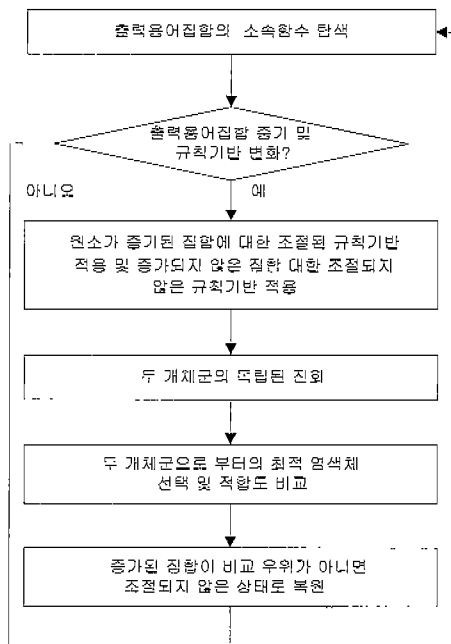 출력용어집합의 소속함수 탐색
출력용어집합 증가 및
규칙기반 변화?
아니요
예
원소가 증가된 집합에 대한 조절된 규칙기반
적용 및 증가되지 않은 집합 대한 조절되지
않은 규칙기반 적용
두 개체군의 독립된 진화
두 개체군으로 부터의 최적 염색체
선택 및 적합도 비교
증가된 집합이 비교 우위가 아니면
조절되지 않은 상태로 복원